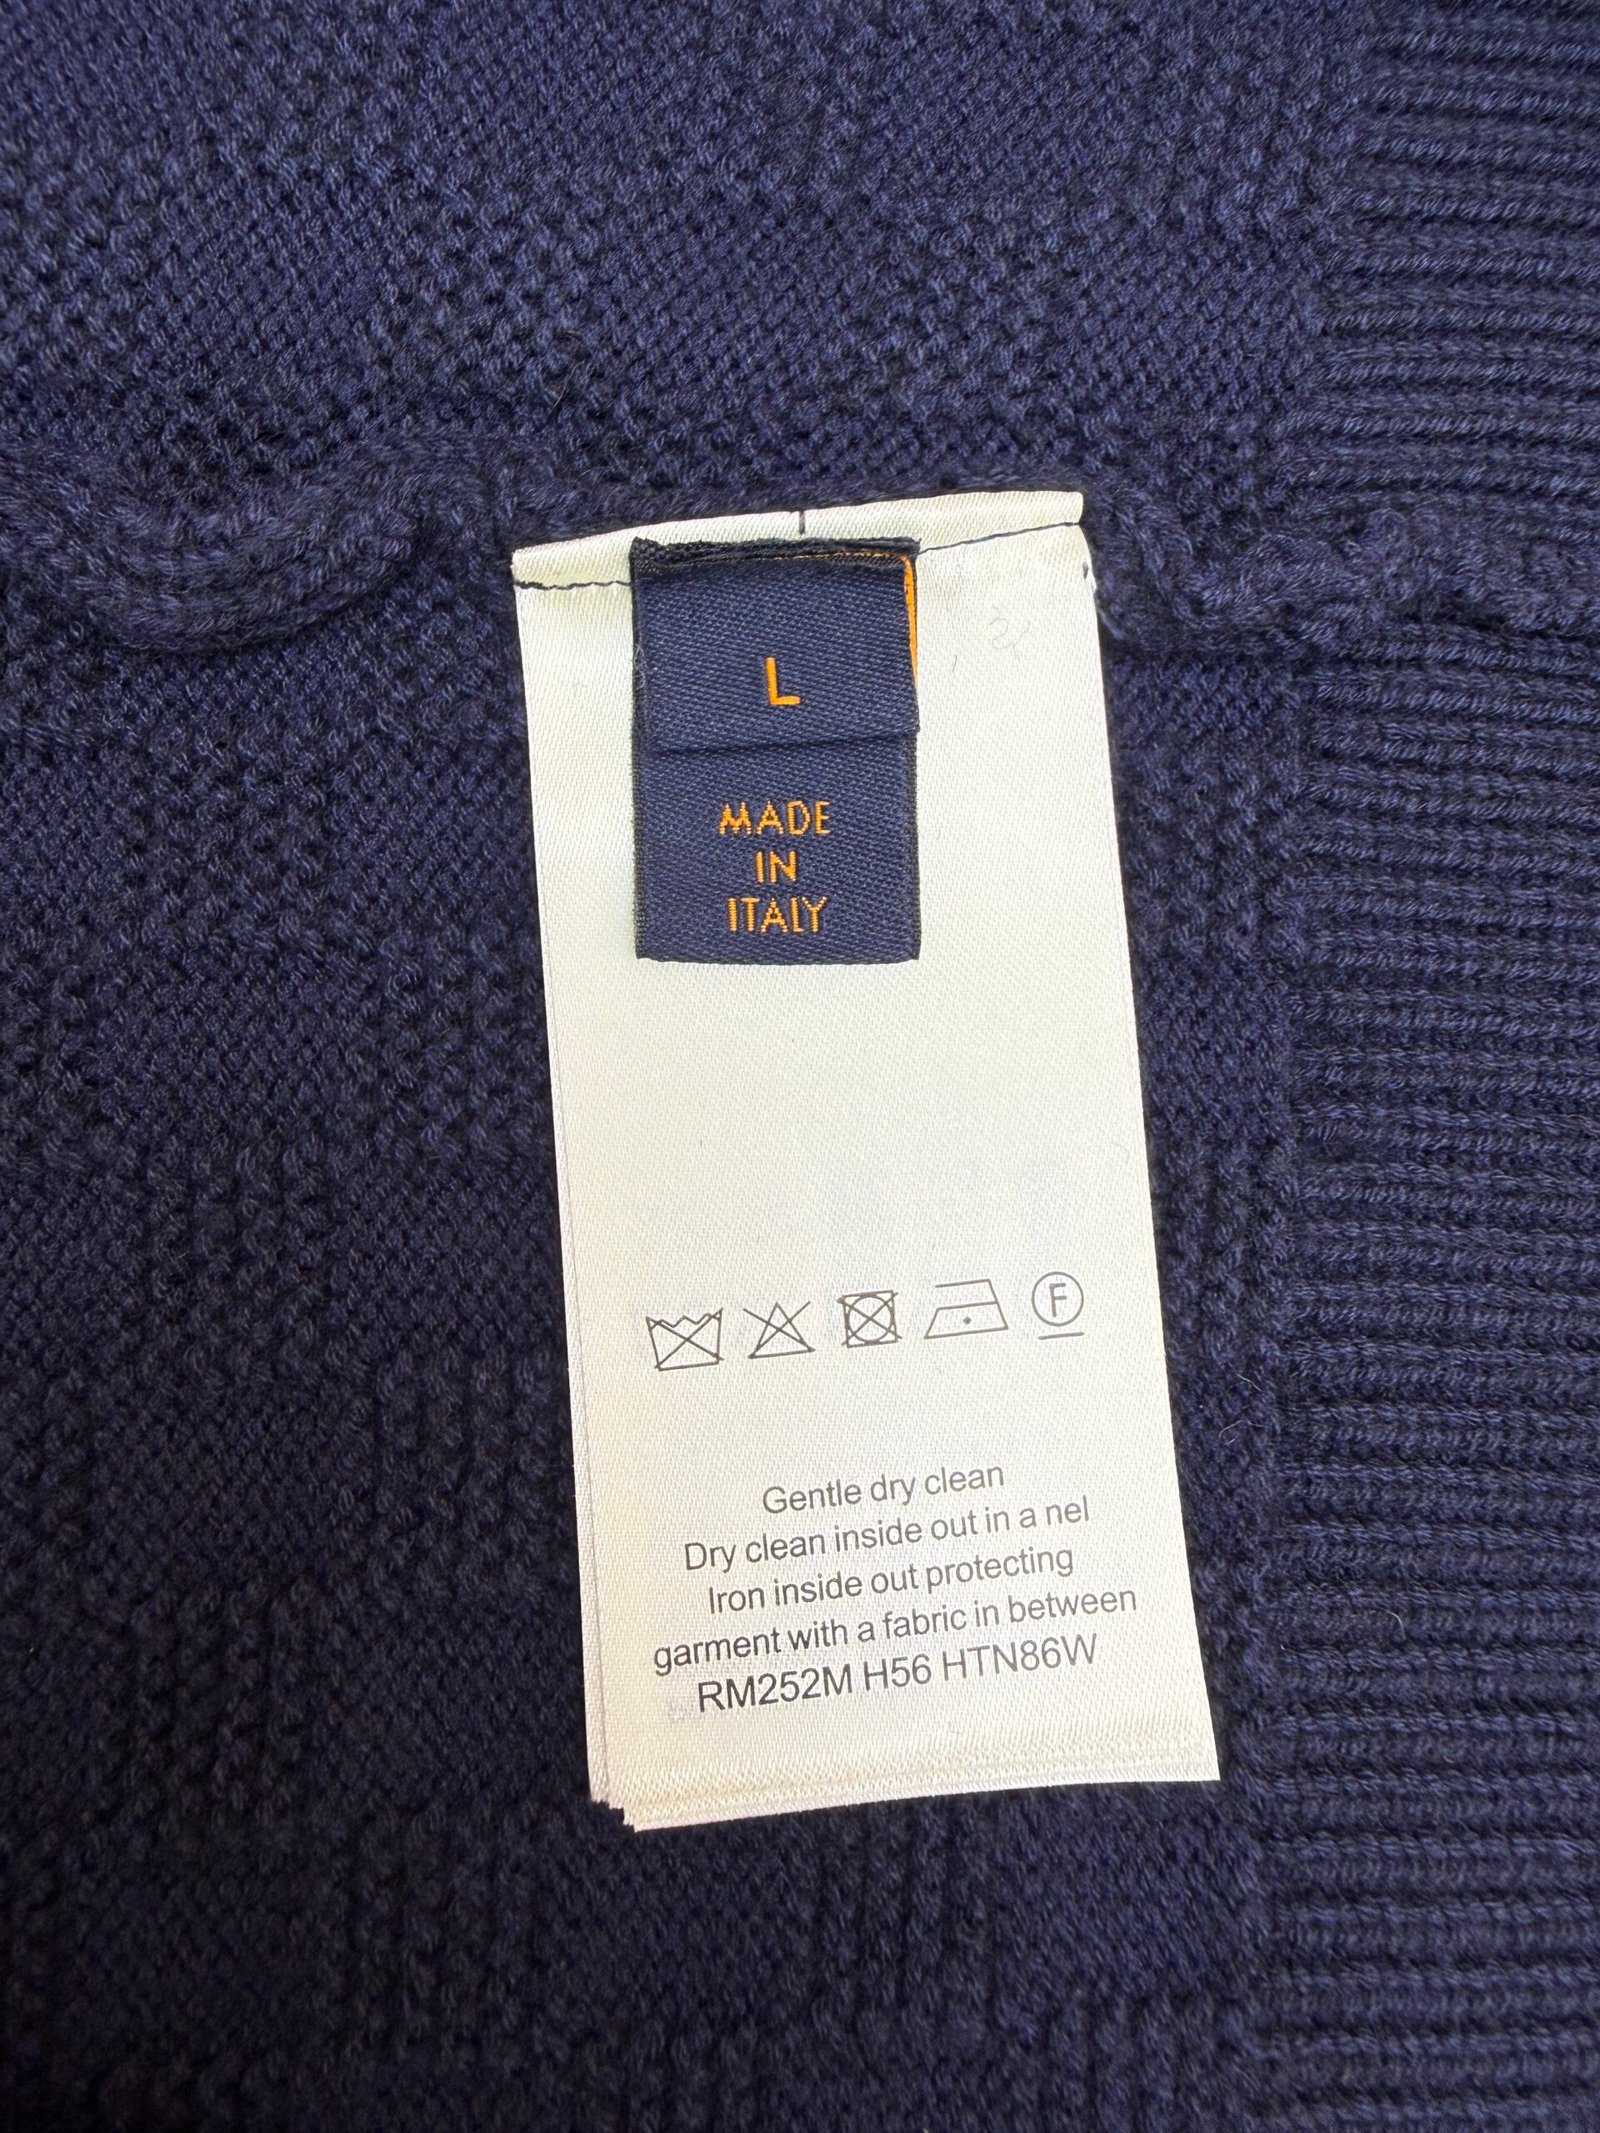 L
MADE
IN
ITALY
F
Gentle dry clean
Dry clean inside out in a nel
Iron inside out protecting
garment with a fabric in between
RM252M H56 HTN86W